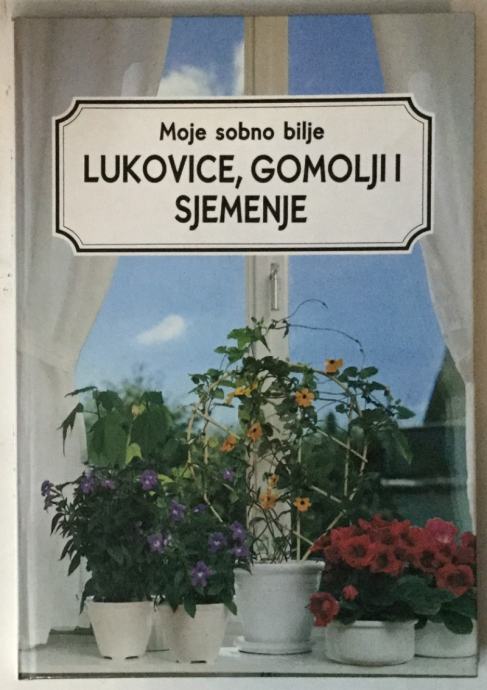 Moje sobno bilje
LUKOVICE, GOMOLJI I
SJEMENJE